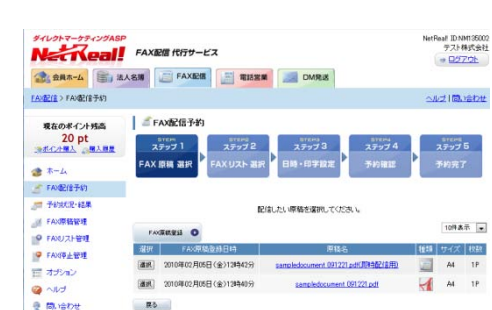 ダイレクトマーケティングASP
NetReal!
FAX配信 代行サービス
NetReal! ID:NM135002
テスト株式会社
ログアウト
会員ホーム 法人名簿 FAX配信 電話営業 DM発送
FAX配信 > FAX配信予約
ヘルプ | 問い合わせ
現在のポイント残高
20 pt
ポイント購入 購入履歴
ホーム
FAX配信予約
予約状況・結果
FAX原稿管理
FAXリスト管理
FAX停止管理
オプション
ヘルプ
問い合わせ
FAX配信予約
STEP1 STEP2 STEP3 STEP4 STEP5
ステップ 1 ステップ 2 ステップ 3 ステップ 4 ステップ 5
FAX 原稿 選択 FAX リスト 選択 日時・印字設定 予約確認 予約完了
配信したい原稿を選択してください。
FAX原稿登録
10件表示
選択 FAX原稿登録日時 原稿名 種類 サイズ 枚数
選択 2010年02月05日(金)12時42分 sampledocument 091221.pdf(即時配信用) A4 1P
選択 2010年02月05日(金)12時40分 sampledocument 091221.pdf A4 1P
戻る